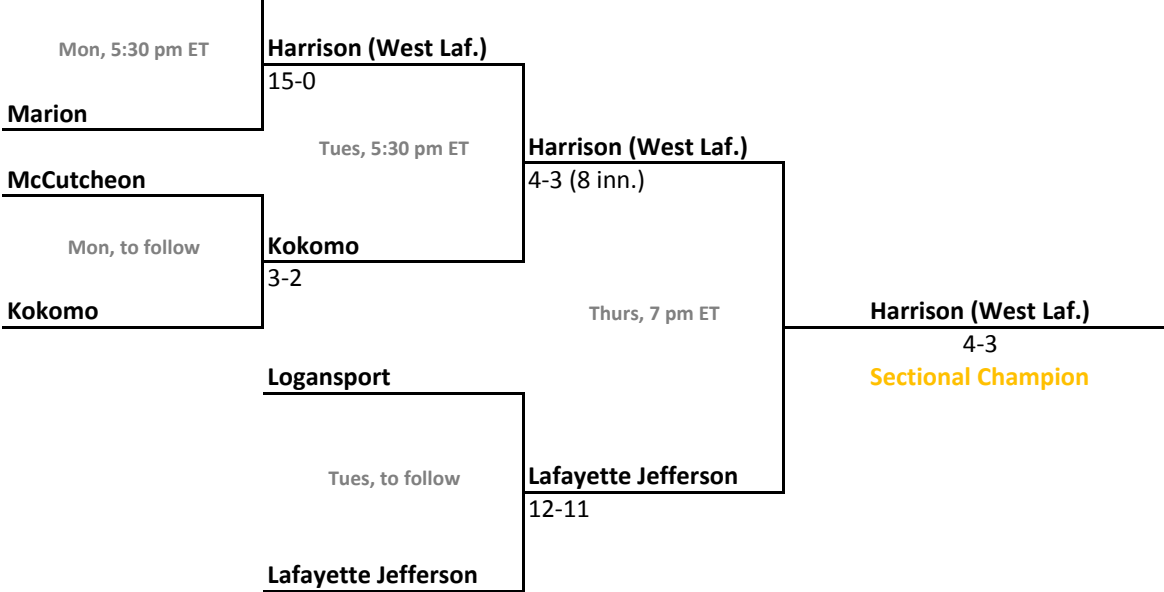 Mon, 5:30 pm ET
Harrison (West Laf.)
15-0
Marion
Tues, 5:30 pm ET
Harrison (West Laf.)
McCutcheon
4-3 (8 inn.)
Mon, to follow
Kokomo
3-2
Kokomo
Thurs, 7 pm ET
Harrison (West Laf.)
4-3
Logansport
Sectional Champion
Tues, to follow
Lafayette Jefferson
12-11
Lafayette Jefferson